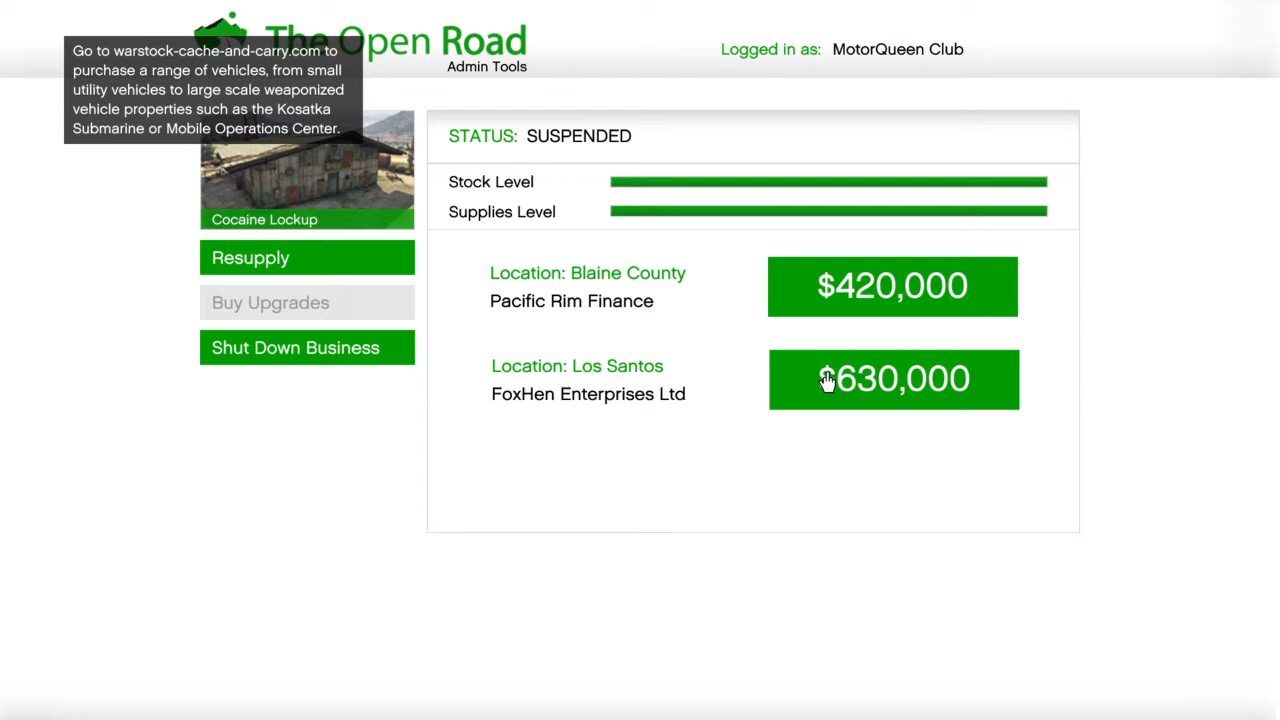 The Open Road
Admin Tools
Logged in as: MotorQueen Club
Go to warstock-cache-and-carry.com to
purchase a range of vehicles, from small
utility vehicles to large scale weaponized
vehicle properties such as the Kosatka
Submarine or Mobile Operations Center.
Cocaine Lockup
Resupply
Buy Upgrades
Shut Down Business
STATUS: SUSPENDED
Stock Level
Supplies Level
Location: Blaine County
Pacific Rim Finance
$420,000
Location: Los Santos
FoxHen Enterprises Ltd
$630,000